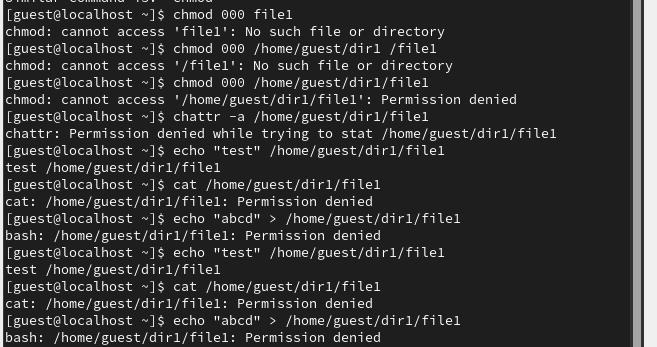 [guest@localhost ~]$ chmod 000 file1
chmod: cannot access 'file1': No such file or directory
[guest@localhost ~]$ chmod 000 /home/guest/dir1 /file1
chmod: cannot access '/file1': No such file or directory
[guest@localhost ~]$ chmod 000 /home/guest/dir1/file1
chmod: cannot access '/home/guest/dir1/file1': Permission denied
[guest@localhost ~]$ chattr -a /home/guest/dir1/file1
chattr: Permission denied while trying to stat /home/guest/dir1/file1
[guest@localhost ~]$ echo "test" /home/guest/dir1/file1
test /home/guest/dir1/file1
[guest@localhost ~]$ cat /home/guest/dir1/file1
cat: /home/guest/dir1/file1: Permission denied
[guest@localhost ~]$ echo "abcd" > /home/guest/dir1/file1
bash: /home/guest/dir1/file1: Permission denied
[guest@localhost ~]$ echo "test" /home/guest/dir1/file1
test /home/guest/dir1/file1
[guest@localhost ~]$ cat /home/guest/dir1/file1
cat: /home/guest/dir1/file1: Permission denied
[guest@localhost ~]$ echo "abcd" > /home/guest/dir1/file1
bash: /home/guest/dir1/file1: Permission denied